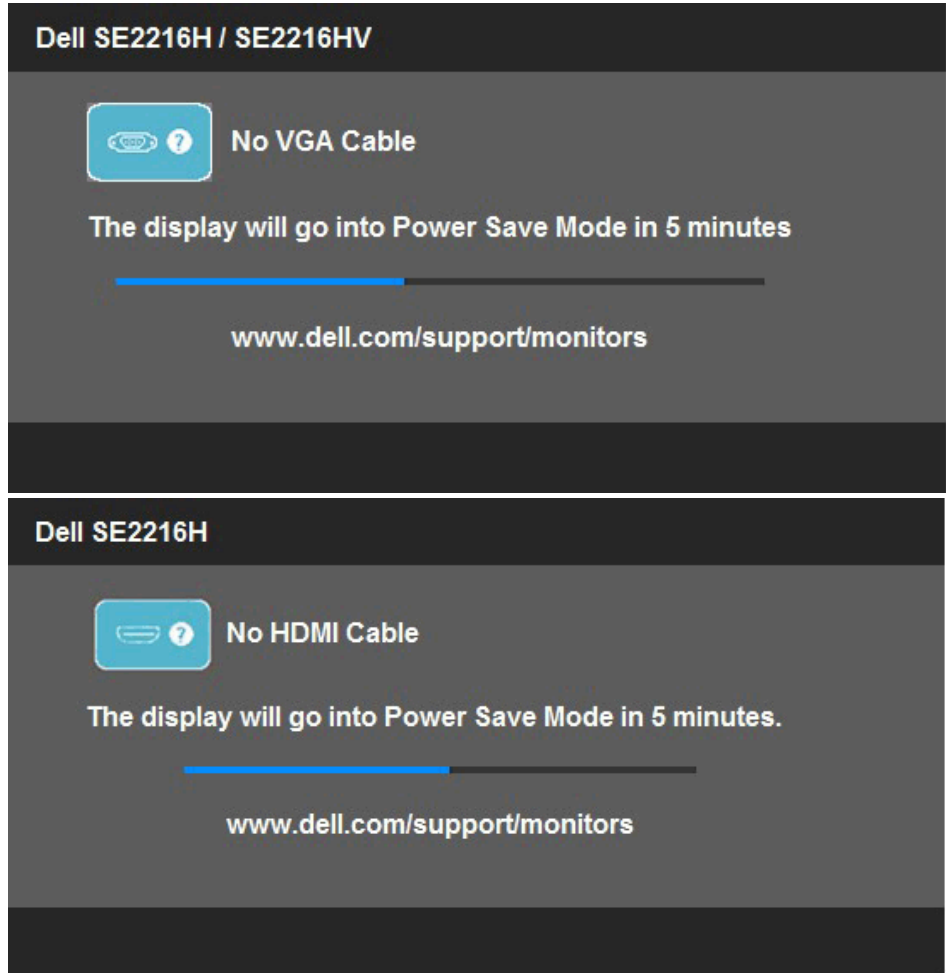 Dell SE2216H / SE2216HV
? No VGA Cable
The display will go into Power Save Mode in 5 minutes
www.dell.com/support/monitors
Dell SE2216H
? No HDMI Cable
The display will go into Power Save Mode in 5 minutes.
www.dell.com/support/monitors